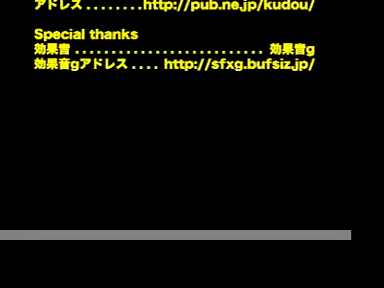 アドレス ........http://pub.ne.jp/kudou/
Special thanks
効果音 .......................... 効果音g
効果音gアドレス .... http://sfxg.bufsiz.jp/